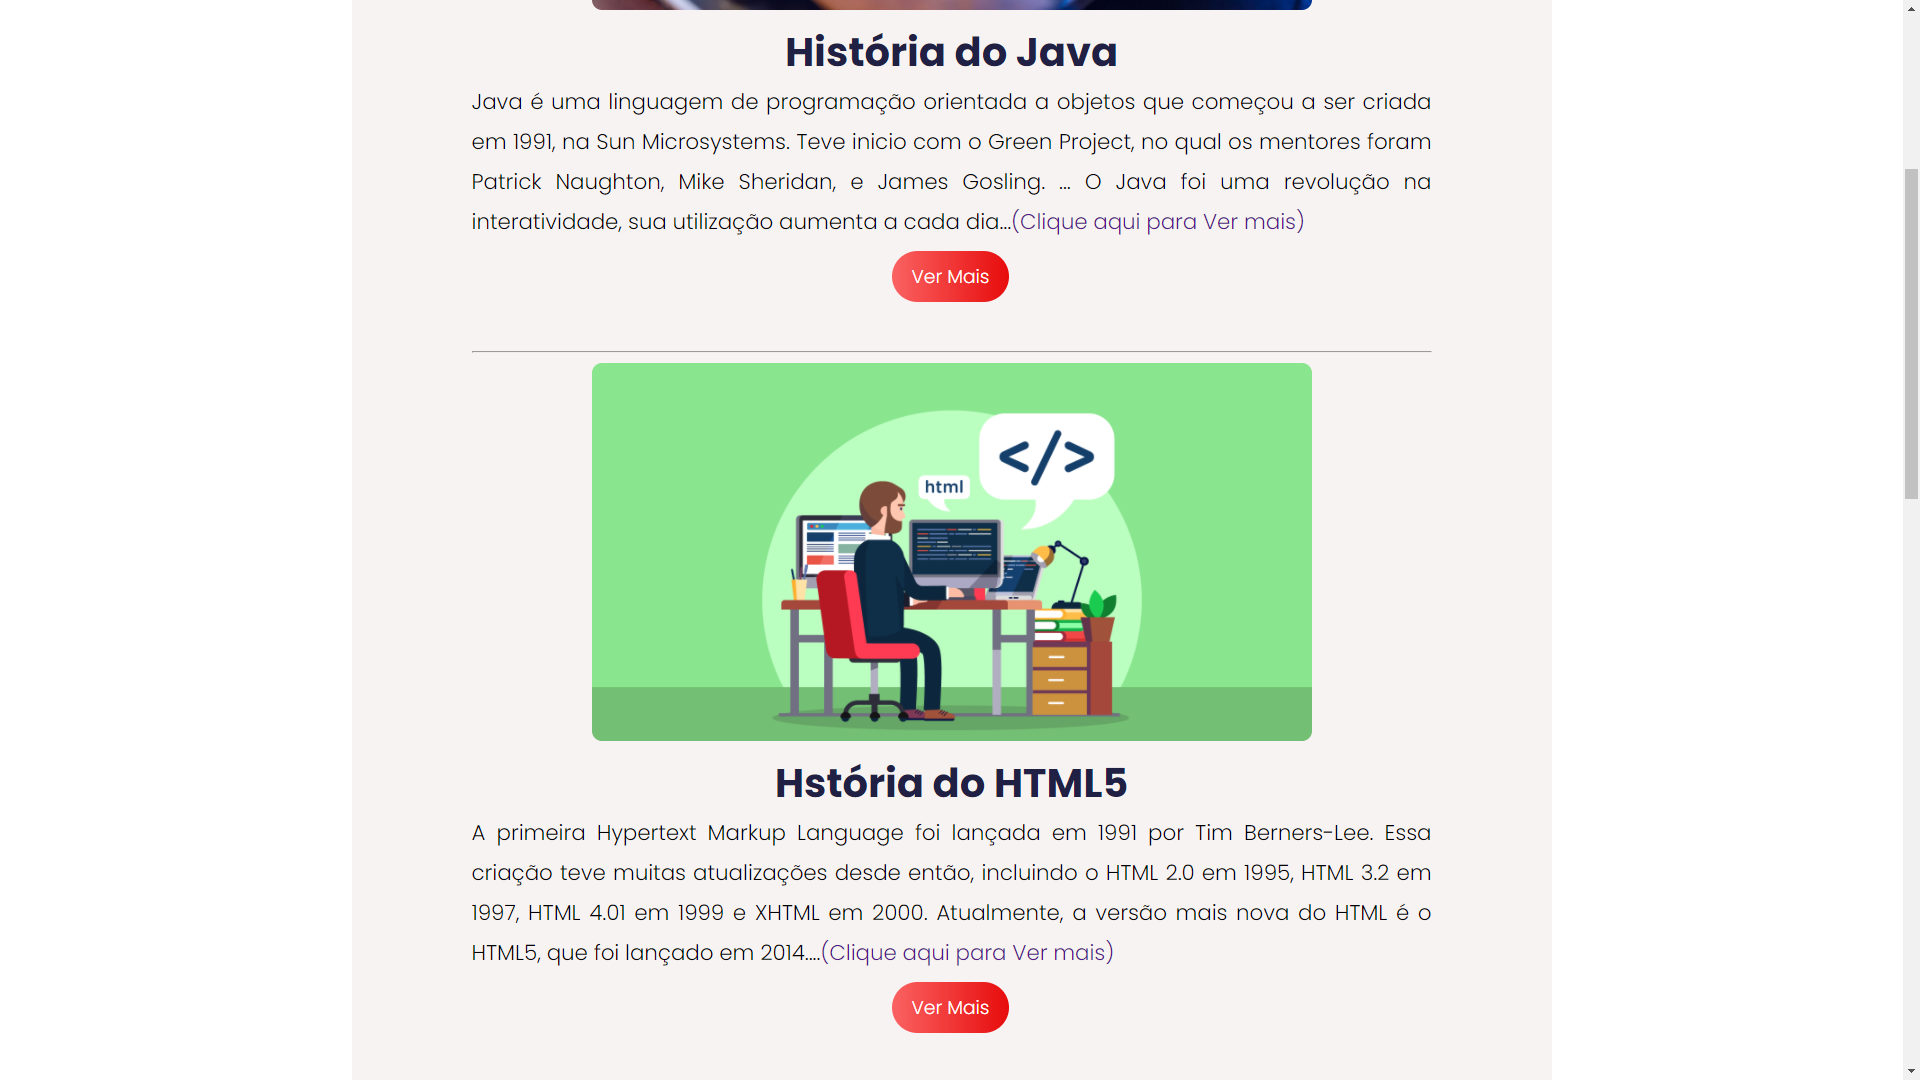 História do Java
Java é uma linguagem de programação orientada a objetos que começou a ser criada
em 1991, na Sun Microsystems. Teve inicio com o Green Project, no qual os mentores foram
Patrick Naughton, Mike Sheridan, e James Gosling. ... O Java foi uma revolução na
interatividade, sua utilização aumenta a cada dia...(Clique aqui para Ver mais)
Ver Mais
</>
html
Hstória do HTML5
A primeira Hypertext Markup Language foi lançada em 1991 por Tim Berners-Lee. Essa
criação teve muitas atualizações desde então, incluindo o HTML 2.0 em 1995, HTML 3.2 em
1997, HTML 4.01 em 1999 e XHTML em 2000. Atualmente, a versão mais nova do HTML é o
HTML5, que foi lançado em 2014....(Clique aqui para Ver mais)
Ver Mais